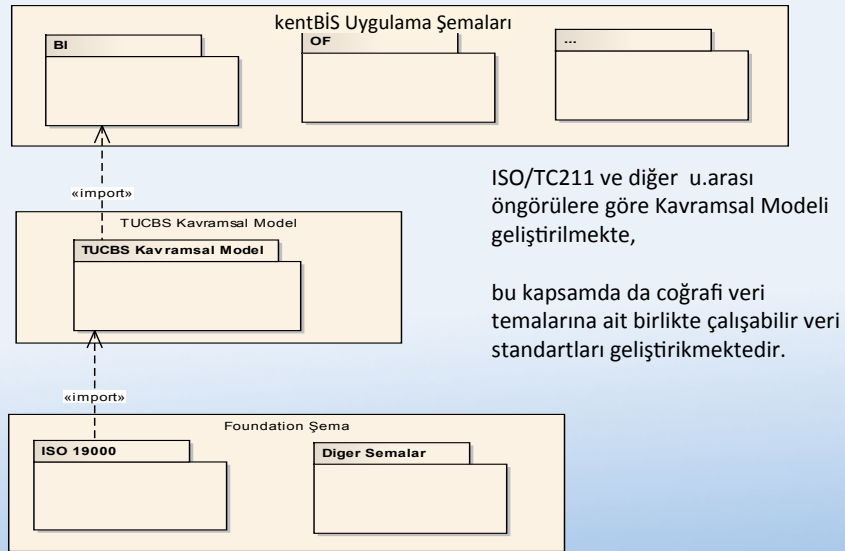 kentBİS Uygulama Şemaları
BI
OF
...
«import»
TUCBS Kavramsal Model
TUCBS Kavramsal Model
«import»
Foundation Şema
ISO 19000
Diger Semalar
ISO/TC211 ve diğer u.arası
öngörülere göre Kavramsal Modeli
geliştirilmekte,
bu kapsamda da coğrafi veri
temalarına ait birlikte çalışabilir veri
standartları geliştirikmektedir.